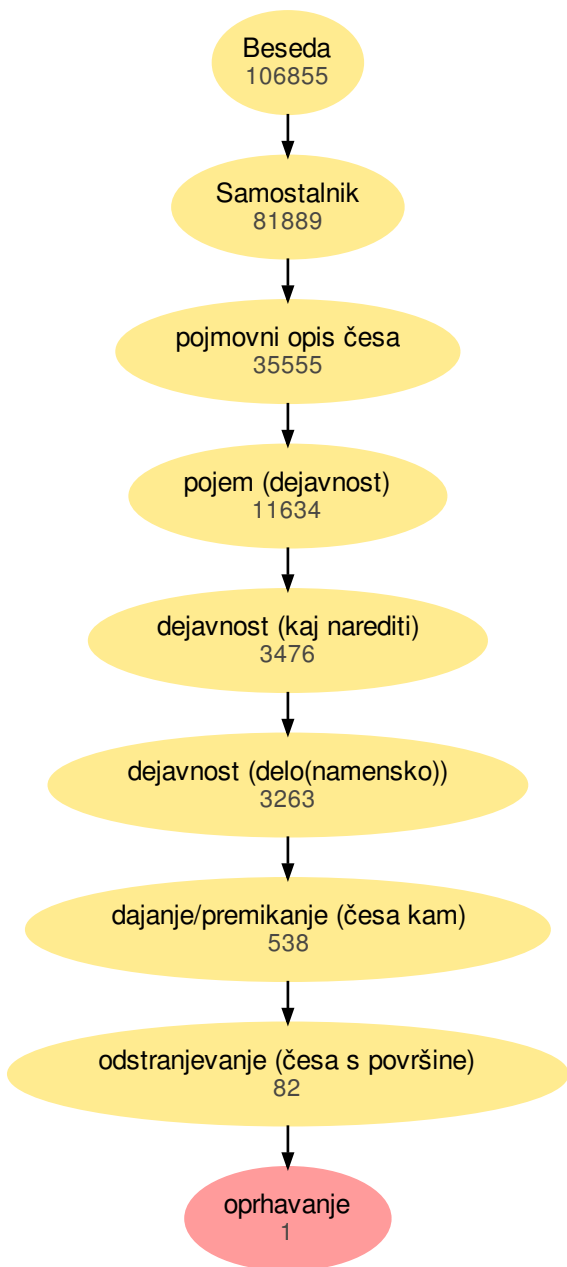 Beseda
106855
Samostalnik
81889
pojmovni opis česa
35555
pojem (dejavnost)
11634
dejavnost (kaj narediti)
3476
dejavnost (delo(namensko))
3263
dajanje/premikanje (česa kam)
538
odstranjevanje (česa s površine)
82
oprhavanje
1